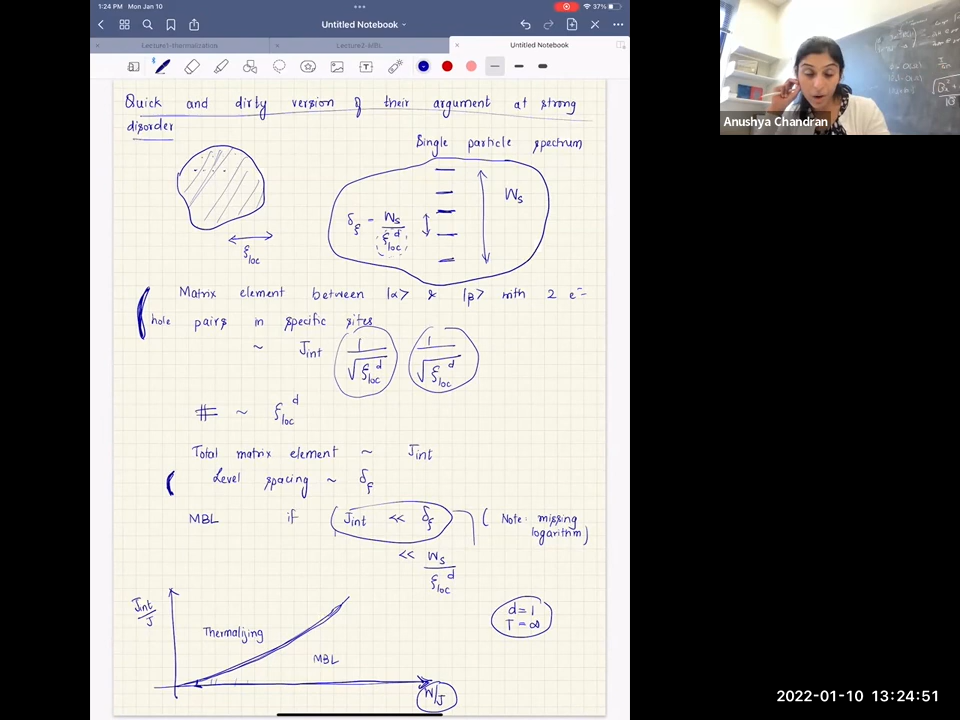 1:24 PM Mon Jan 10
37%
Untitled Notebook
Lecture1-thermalization
Lecture2-MBL
Untitled Notebook
Quick and dirty version of their argument at strong
disorder
Single particle spectrum
W_s
δ_ξ ~ W_s / ξ_loc^d
ξ_loc
Matrix element between |α> & |β> with 2 e-
hole pairs in specific sites
~ J_int 1/√ξ_loc^d 1/√ξ_loc^d
# ~ ξ_loc^d
Total matrix element ~ J_int
Level spacing ~ δ_ξ
MBL if J_int << δ_ξ
(Note: missing
logarithm)
<< W_s / ξ_loc^d
J_int/J
Thermalizing
MBL
W/J
d=1
T=∞
Anushya Chandran
2022-01-10 13:24:51